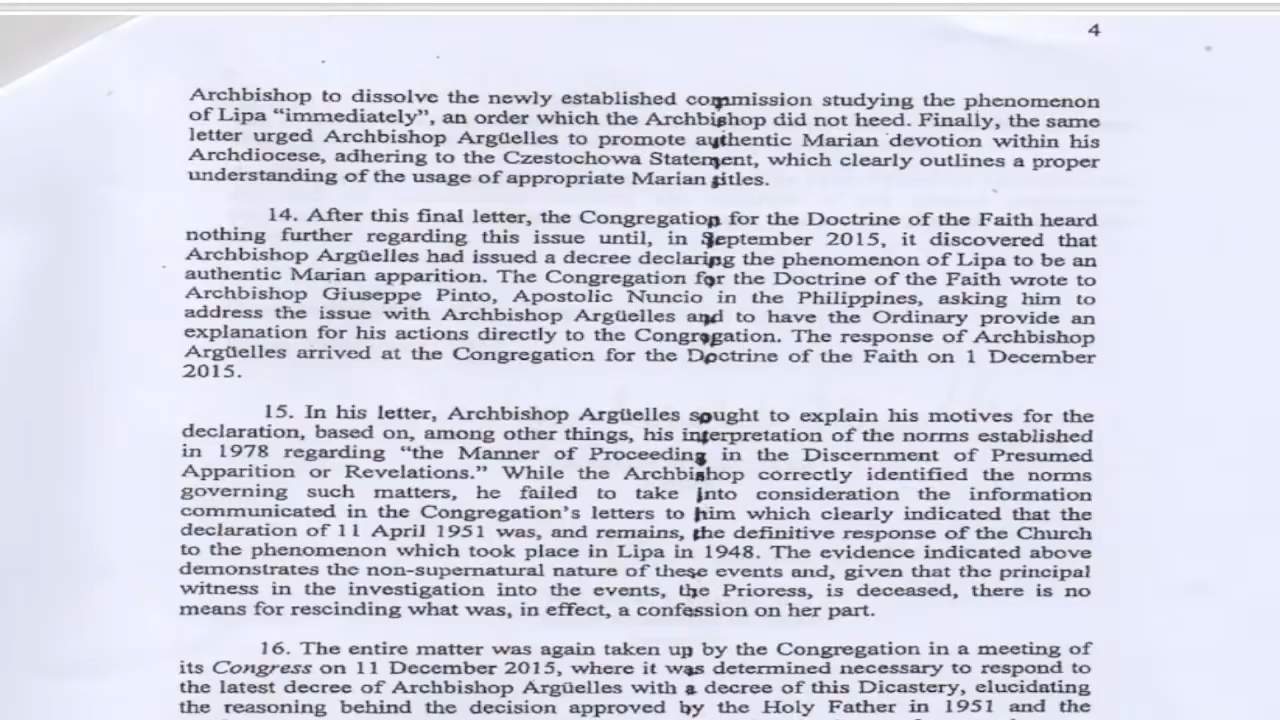 4
Archbishop to dissolve the newly established commission studying the phenomenon
of Lipa “immediately”, an order which the Archbishop did not heed. Finally, the same
letter urged Archbishop Argüelles to promote authentic Marian devotion within his
Archdiocese, adhering to the Czestochowa Statement, which clearly outlines a proper
understanding of the usage of appropriate Marian titles.
14. After this final letter, the Congregation for the Doctrine of the Faith heard
nothing further regarding this issue until, in September 2015, it discovered that
Archbishop Argüelles had issued a decree declaring the phenomenon of Lipa to be an
authentic Marian apparition. The Congregation for the Doctrine of the Faith wrote to
Archbishop Giuseppe Pinto, Apostolic Nuncio in the Philippines, asking him to
address the issue with Archbishop Argüelles and to have the Ordinary provide an
explanation for his actions directly to the Congregation. The response of Archbishop
Argüelles arrived at the Congregation for the Doctrine of the Faith on 1 December
2015.
15. In his letter, Archbishop Argüelles sought to explain his motives for the
declaration, based on, among other things, his interpretation of the norms established
in 1978 regarding “the Manner of Proceeding in the Discernment of Presumed
Apparition or Revelations.” While the Archbishop correctly identified the norms
governing such matters, he failed to take into consideration the information
communicated in the Congregation’s letters to him which clearly indicated that the
declaration of 11 April 1951 was, and remains, the definitive response of the Church
to the phenomenon which took place in Lipa in 1948. The evidence indicated above
demonstrates the non-supernatural nature of these events and, given that the principal
witness in the investigation into the events, the Prioress, is deceased, there is no
means for rescinding what was, in effect, a confession on her part.
16. The entire matter was again taken up by the Congregation in a meeting of
its Congress on 11 December 2015, where it was determined necessary to respond to
the latest decree of Archbishop Argüelles with a decree of this Dicastery, elucidating
the reasoning behind the decision approved by the Holy Father in 1951 and the